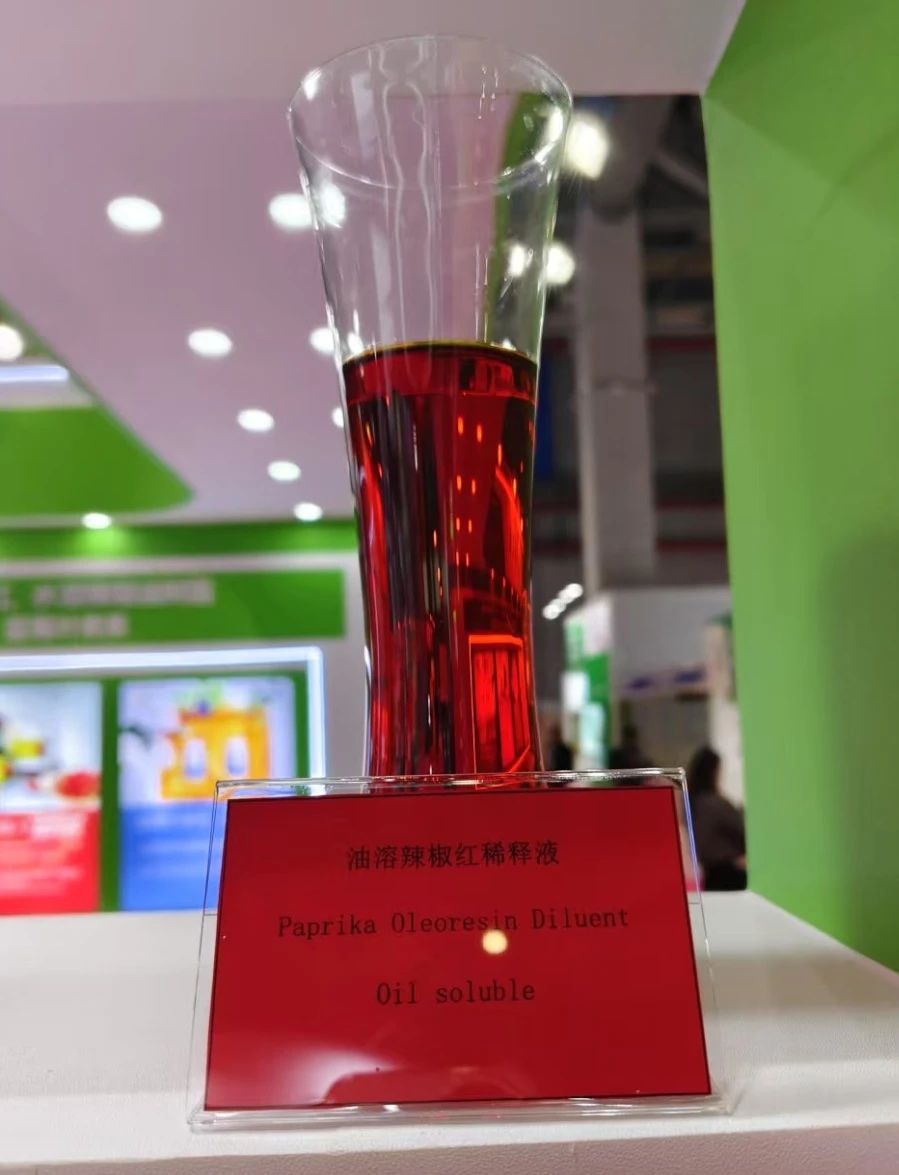 油溶辣椒红稀释液
Paprika Oleoresin Diluent
Oil soluble